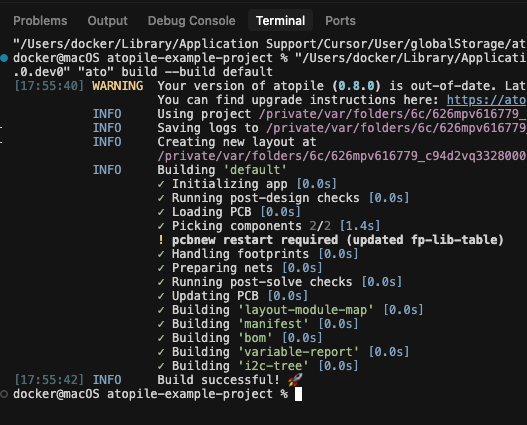 Problems Output Debug Console Terminal Ports
"/Users/docker/Library/Application Support/Cursor/User/globalStorage/at
docker@macOS atopile-example-project % "/Users/docker/Library/Applicati
.0.dev0" "ato" build --build default
[17:55:40] WARNING Your version of atopile (0.8.0) is out-of-date. Lat
You can find upgrade instructions here: https://ato
INFO Using project /private/var/folders/6c/626mpv616779_
INFO Saving logs to /private/var/folders/6c/626mpv616779_
INFO Creating new layout at
/private/var/folders/6c/626mpv616779_c94d2vq3328000
INFO Building 'default'
✓ Initializing app [0.0s]
✓ Running post-design checks [0.0s]
✓ Loading PCB [0.0s]
✓ Picking components 2/2 [1.4s]
! pcbnew restart required (updated fp-lib-table)
✓ Handling footprints [0.0s]
✓ Preparing nets [0.0s]
✓ Running post-solve checks [0.0s]
✓ Updating PCB [0.0s]
✓ Building 'layout-module-map' [0.0s]
✓ Building 'manifest' [0.0s]
✓ Building 'bom' [0.0s]
✓ Building 'variable-report' [0.0s]
✓ Building 'i2c-tree' [0.0s]
[17:55:42] INFO Build successful! 🚀
docker@macOS atopile-example-project %